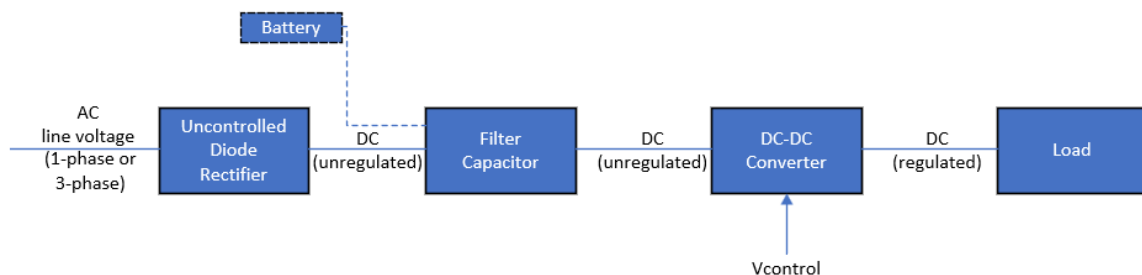 Battery
AC
line voltage
(1-phase or
3-phase)
Uncontrolled
Diode
Rectifier
DC
(unregulated)
Filter
Capacitor
DC
(unregulated)
DC-DC
Converter
DC
(regulated)
Load
Vcontrol